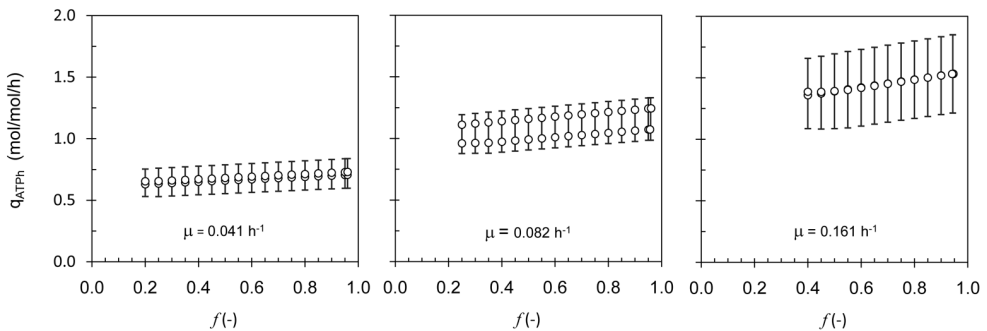 q_ATPh (mol/mol/h)
2.0
1.5
1.0
0.5
0.0
μ = 0.041 h⁻¹
μ = 0.082 h⁻¹
μ = 0.161 h⁻¹
0.0 0.2 0.4 0.6 0.8 1.0 0.0 0.2 0.4 0.6 0.8 1.0 0.0 0.2 0.4 0.6 0.8 1.0
f (-) f (-) f (-)